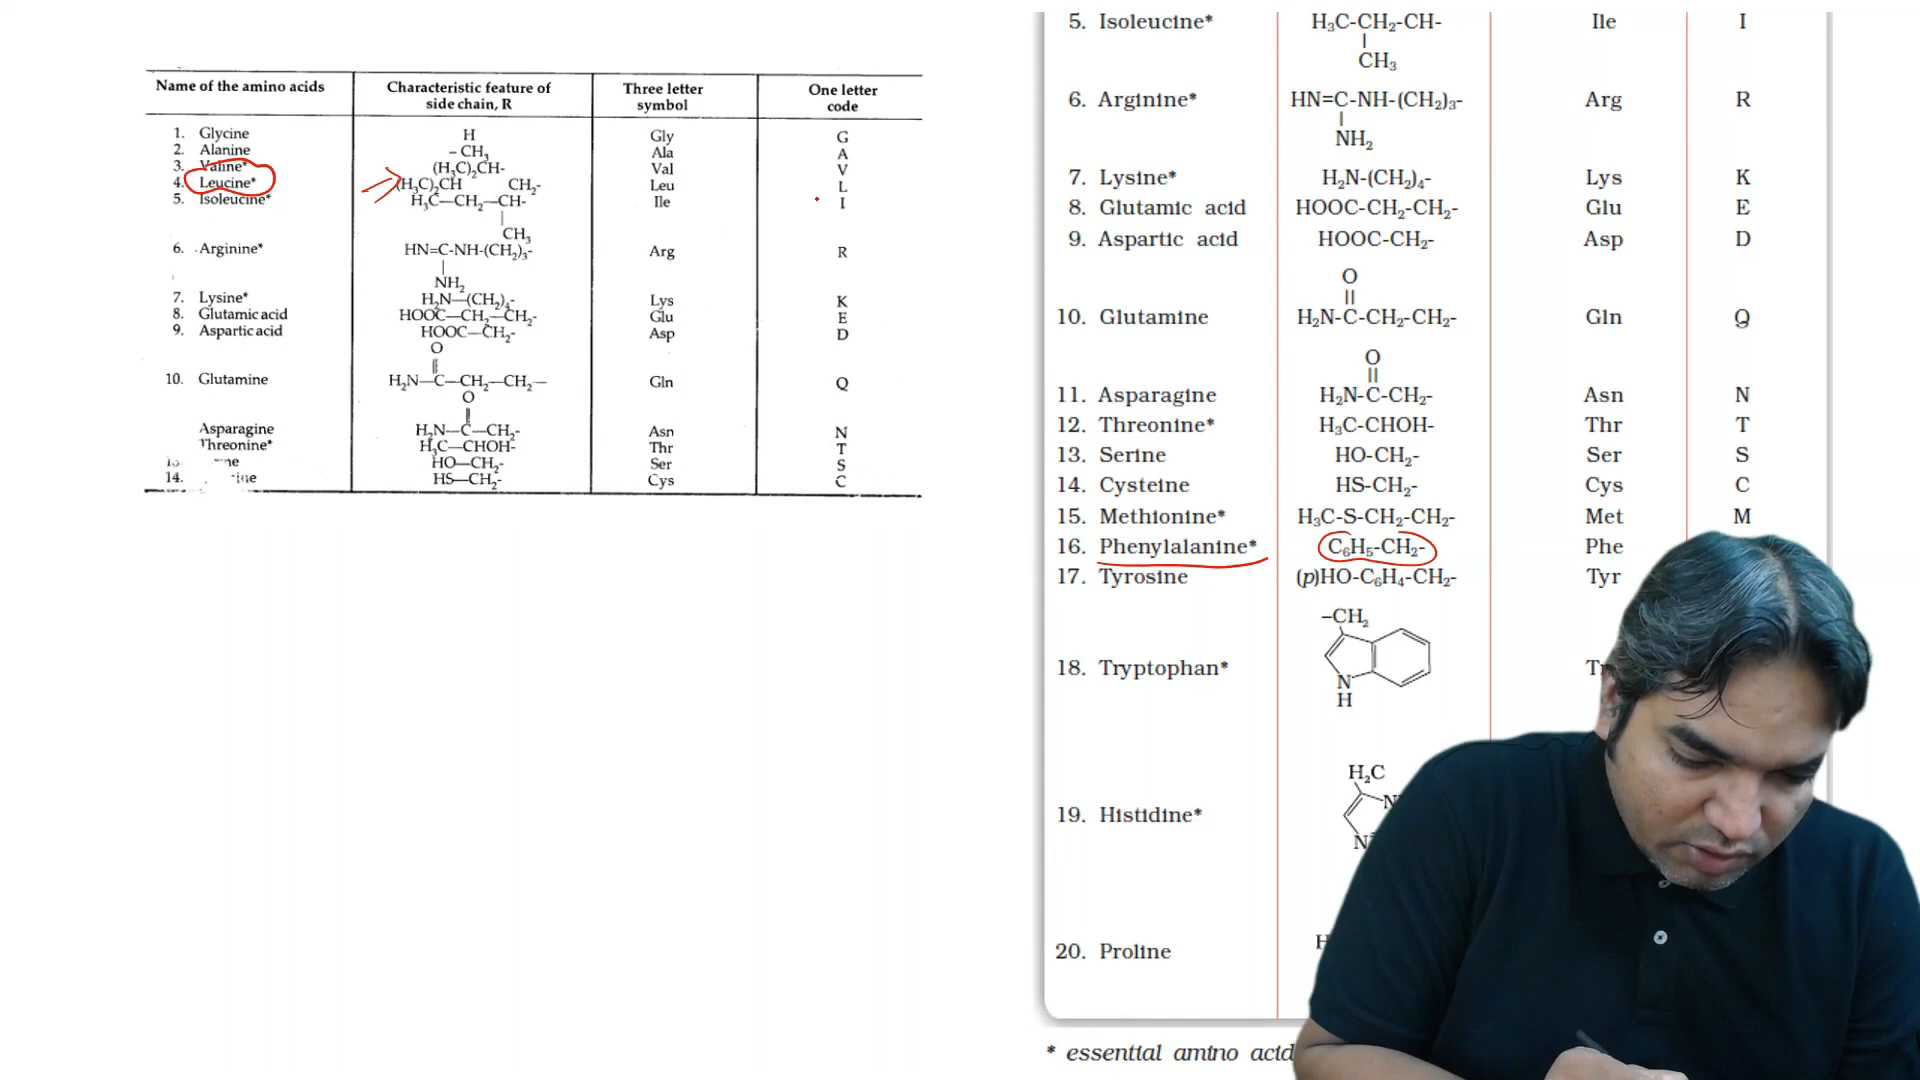 Name of the amino acids Characteristic feature of side chain, R Three letter symbol One letter code
1. Glycine H Gly G
2. Alanine - CH3 Ala A
3. Valine* (H3C)2CH- Val V
4. Leucine* (H3C)2CH CH2- Leu L
5. Isoleucine* H3C—CH2—CH- Ile I
CH3
6. Arginine* HN=C-NH-(CH2)3- Arg R
NH2
7. Lysine* H2N—(CH2)4- Lys K
8. Glutamic acid HOOC—CH2—CH2- Glu E
9. Aspartic acid HOOC—CH2- Asp D
O
10. Glutamine H2N—C—CH2—CH2— Gln Q
O
Asparagine H2N—C—CH2- Asn N
Threonine* H3C—CHOH- Thr T
HO—CH2- Ser S
14. HS—CH2- Cys C
5. Isoleucine* H3C-CH2-CH- Ile I
CH3
6. Arginine* HN=C-NH-(CH2)3- Arg R
NH2
7. Lysine* H2N-(CH2)4- Lys K
8. Glutamic acid HOOC-CH2-CH2- Glu E
9. Aspartic acid HOOC-CH2- Asp D
O
10. Glutamine H2N-C-CH2-CH2- Gln Q
O
11. Asparagine H2N-C-CH2- Asn N
12. Threonine* H3C-CHOH- Thr T
13. Serine HO-CH2- Ser S
14. Cysteine HS-CH2- Cys C
15. Methionine* H3C-S-CH2-CH2- Met M
16. Phenylalanine* C6H5-CH2- Phe
17. Tyrosine (p)HO-C6H4-CH2- Tyr
–CH2
18. Tryptophan*
N
H
H2C
N
19. Histidine*
N
20. Proline H
* essential amino acid